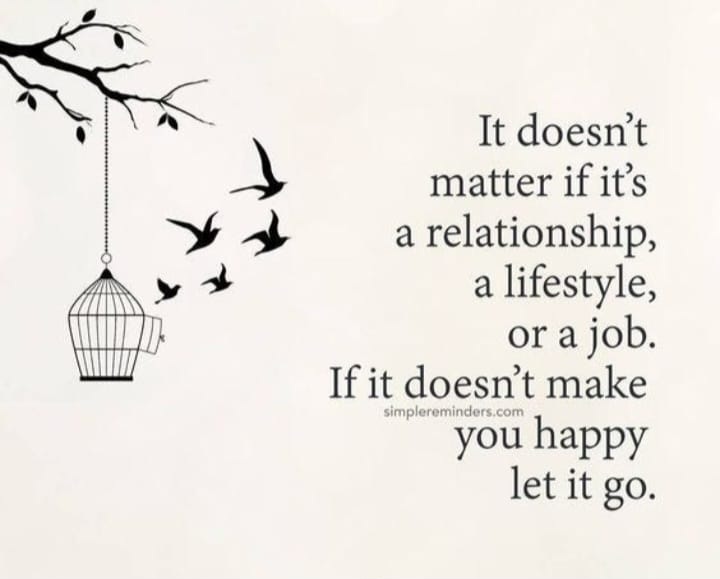 It doesn't
matter if it's
a relationship,
a lifestyle,
or a job.
If it doesn't make
simplereminders.com
you happy
let it go.